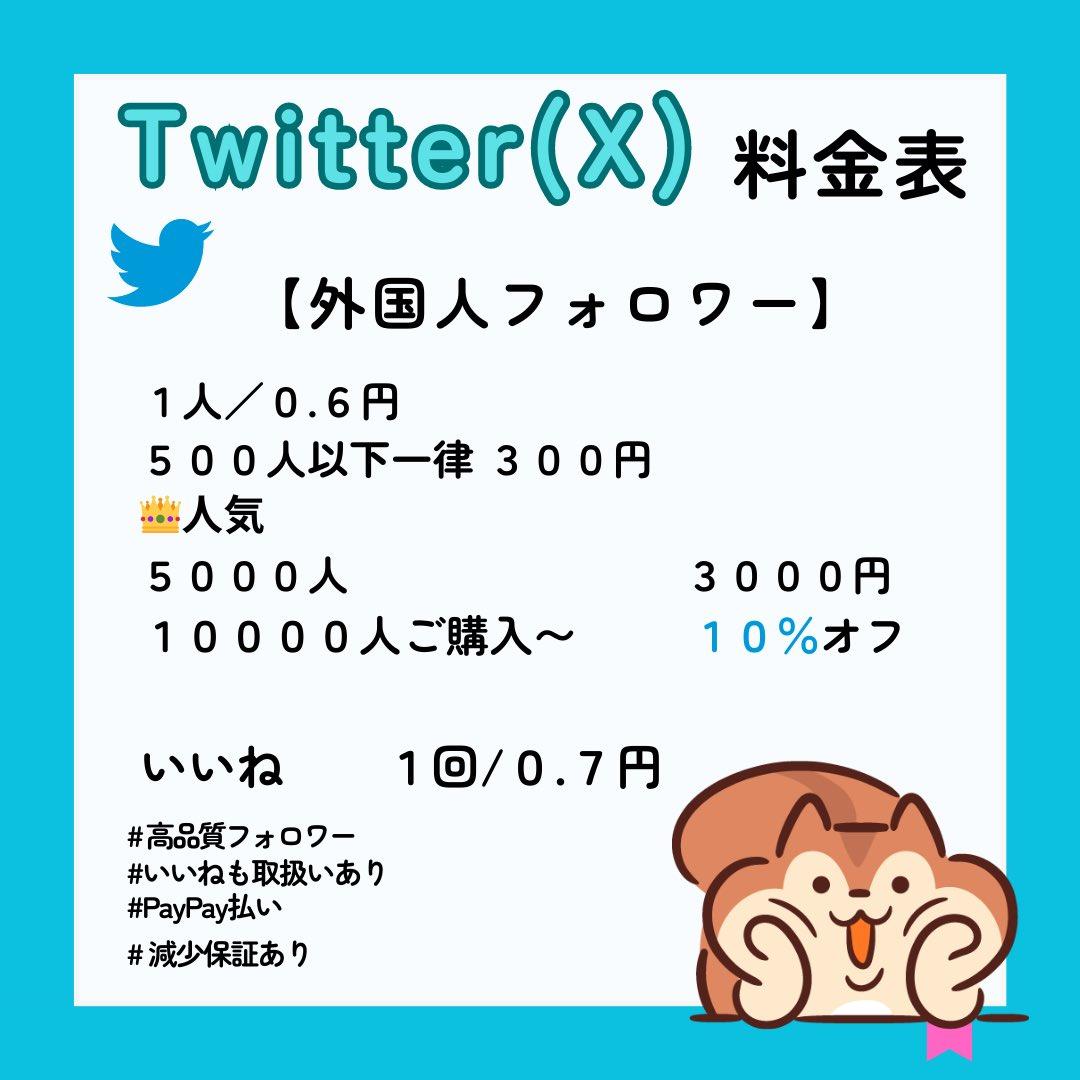 Twitter(X) 料金表
【外国人フォロワー】
1人／0.6円
500人以下一律 300円
👑人気
5000人 3000円
10000人ご購入〜 10%オフ
いいね 1回/0.7円
#高品質フォロワー
#いいねも取扱いあり
#PayPay払い
#減少保証あり